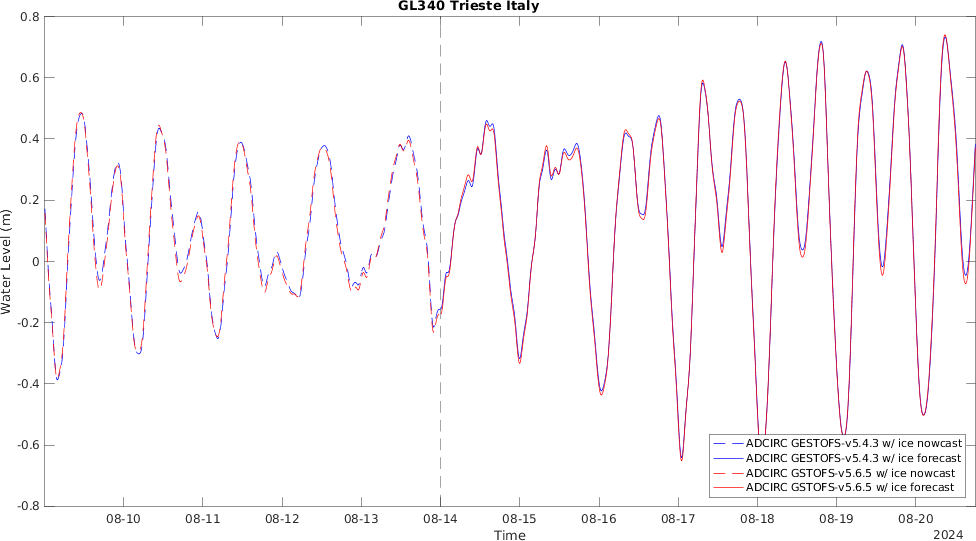 GL340 Trieste Italy
0.8
0.6
0.4
0.2
0
-0.2
-0.4
-0.6
-0.8
Water Level (m)
08-10 08-11 08-12 08-13 08-14 08-15 08-16 08-17 08-18 08-19 08-20
Time
2024
ADCIRC GESTOFS-v5.4.3 w/ ice nowcast
ADCIRC GESTOFS-v5.4.3 w/ ice forecast
ADCIRC GSTOFS-v5.6.5 w/ ice nowcast
ADCIRC GSTOFS-v5.6.5 w/ ice forecast